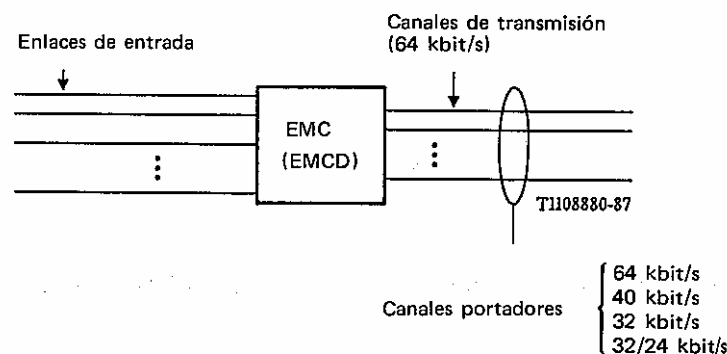 Enlaces de entrada
Canales de transmisión
(64 kbit/s)
EMC
(EMCD)
T1108880-87
Canales portadores
64 kbit/s
40 kbit/s
32 kbit/s
32/24 kbit/s